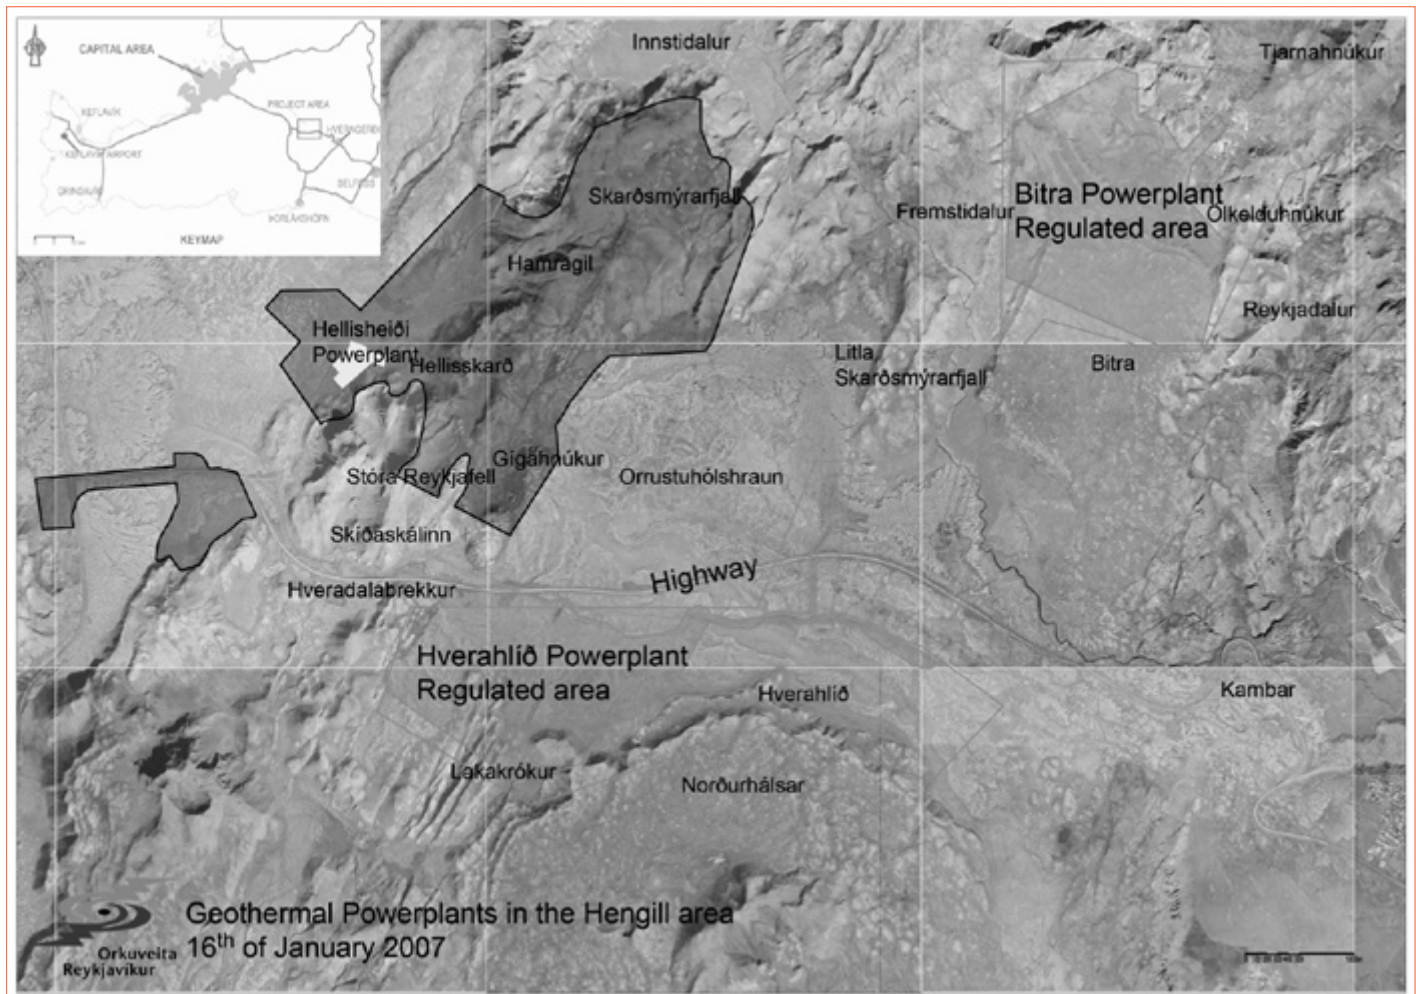 CAPITAL AREA
KEFLAVÍK
KEFLAVÍK AIRPORT
GRINDAVÍK
PROJECT AREA
HVERAGERÐI
SELFOSS
ÞORLÁKSHÖFN
KEYMAP
Innstidalur
Tjarnahnúkur
Skarðsmýrarfjall
Fremstidalur
Bitra Powerplant
Regulated area
Ölkelduhnúkur
Hamragil
Reykjadalur
Hellisheiði
Powerplant
Hellisskarð
Litla
Skarðsmýrarfjall
Bitra
Gígahnúkur
Stóra Reykjafell
Orrustuhólshraun
Skíðaskálinn
Highway
Hveradalabrekkur
Hverahlíð Powerplant
Regulated area
Hverahlíð
Kambar
Lakakrókur
Norðurhálsar
Geothermal Powerplants in the Hengill area
16th of January 2007
Orkuveita
Reykjavíkur